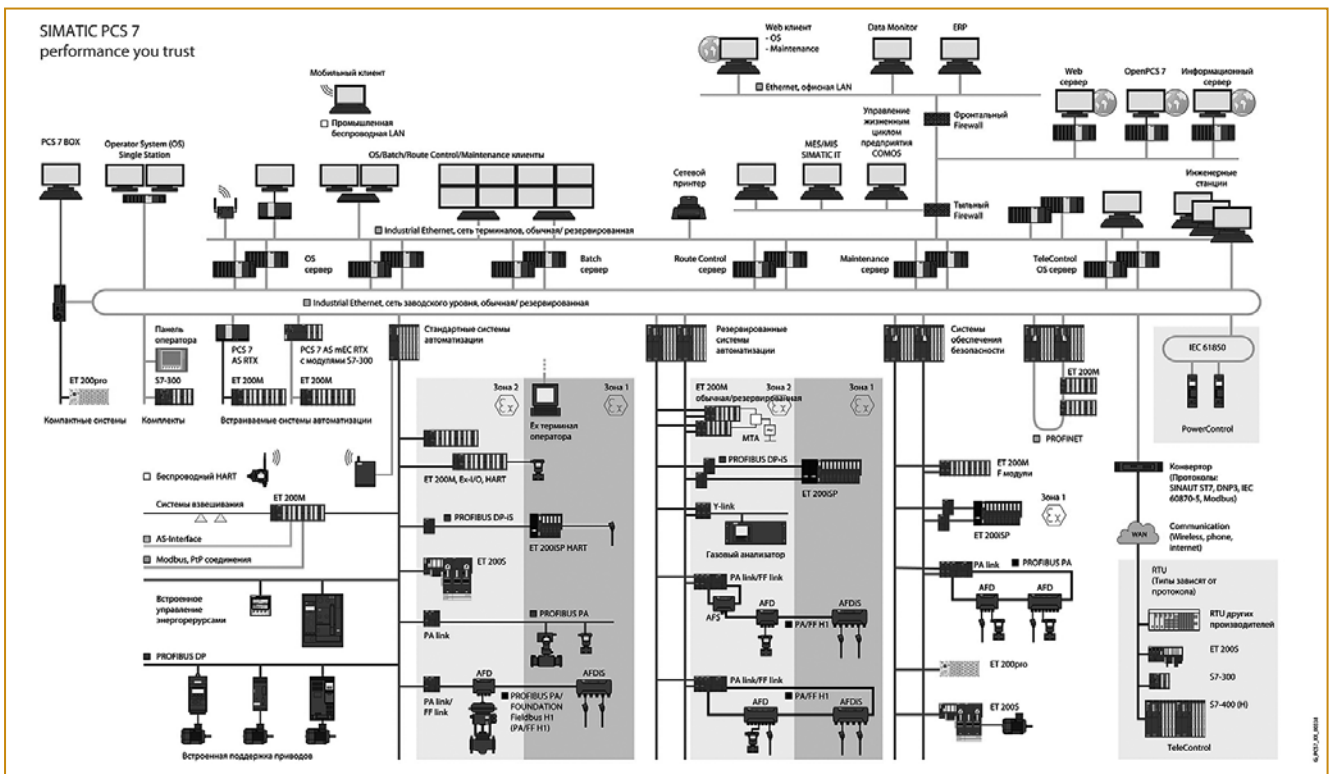 SIMATIC PCS 7
performance you trust
Web клиент
- OS
- Maintenance
Data Monitor
ERP
Ethernet, офисная LAN
Web
сервер
OpenPCS 7
Информационный
сервер
Мобильный клиент
Промышленная
беспроводная LAN
Фронтальный
Firewall
PCS 7 BOX
Operator System (OS)
Single Station
OS/Batch/Route Control/Maintenance клиенты
Сетевой
принтер
MES/MIS
SIMATIC IT
Управление
жизненным
циклом
предприятия
COMOS
Инженерные
станции
Тыльный
Firewall
Industrial Ethernet, сеть терминалов, обычная/ резервированная
OS
сервер
Batch
сервер
Route Control
сервер
Maintenance
сервер
TeleControl
OS сервер
Industrial Ethernet, сеть заводского уровня, обычная/ резервированная
Панель
оператора
PCS 7
AS RTX
PCS 7 AS mEC RTX
с модулями S7-300
Стандартные системы
автоматизации
Резервированные
системы
автоматизации
Системы
обеспечения
безопасности
IEC 61850
ET 200pro
S7-300
ET 200M
ET 200M
Компактные системы
Комплекты
Встраиваемые системы автоматизации
Зона 2
Зона 1
Ex
Ex
Ex терминал
оператора
ET 200M
обычная/резервированная
Зона 2
Зона 1
Ex
Ex
MTA
ET 200M
PROFINET
PowerControl
Беспроводный HART
Системы взвешивания
ET 200M
AS-Interface
Modbus, PtP соединения
ET 200M, Ex-I/O, HART
PROFIBUS DP-iS
ET 200iSP HART
ET 200S
PROFIBUS DP-iS
ET 200iSP
Y-link
Газовый анализатор
ET 200M
F модули
Зона 1
Ex
ET 200iSP
Конвертор
(Протоколы:
SINAUT ST7, DNP3, IEC
60870-5, Modbus)
WAN
Communication
(Wireless, phone,
internet)
Встроенное
управление
энергорерурсами
PROFIBUS DP
Встроенная поддержка приводов
PA link
PROFIBUS PA
PA link/
FF link
AFD
AFDiS
PROFIBUS PA/
FOUNDATION
Fieldbus H1
(PA/FF H1)
PA link/FF link
AFS
AFD
AFDiS
PA/FF H1
PA link/FF link
PA/FF H1
AFD
AFDiS
PA link
PROFIBUS PA
AFD
AFD
ET 200pro
ET 200S
RTU
(Типы зависят от
протокола)
RTU других
производителей
ET 200S
S7-300
S7-400 (H)
TeleControl